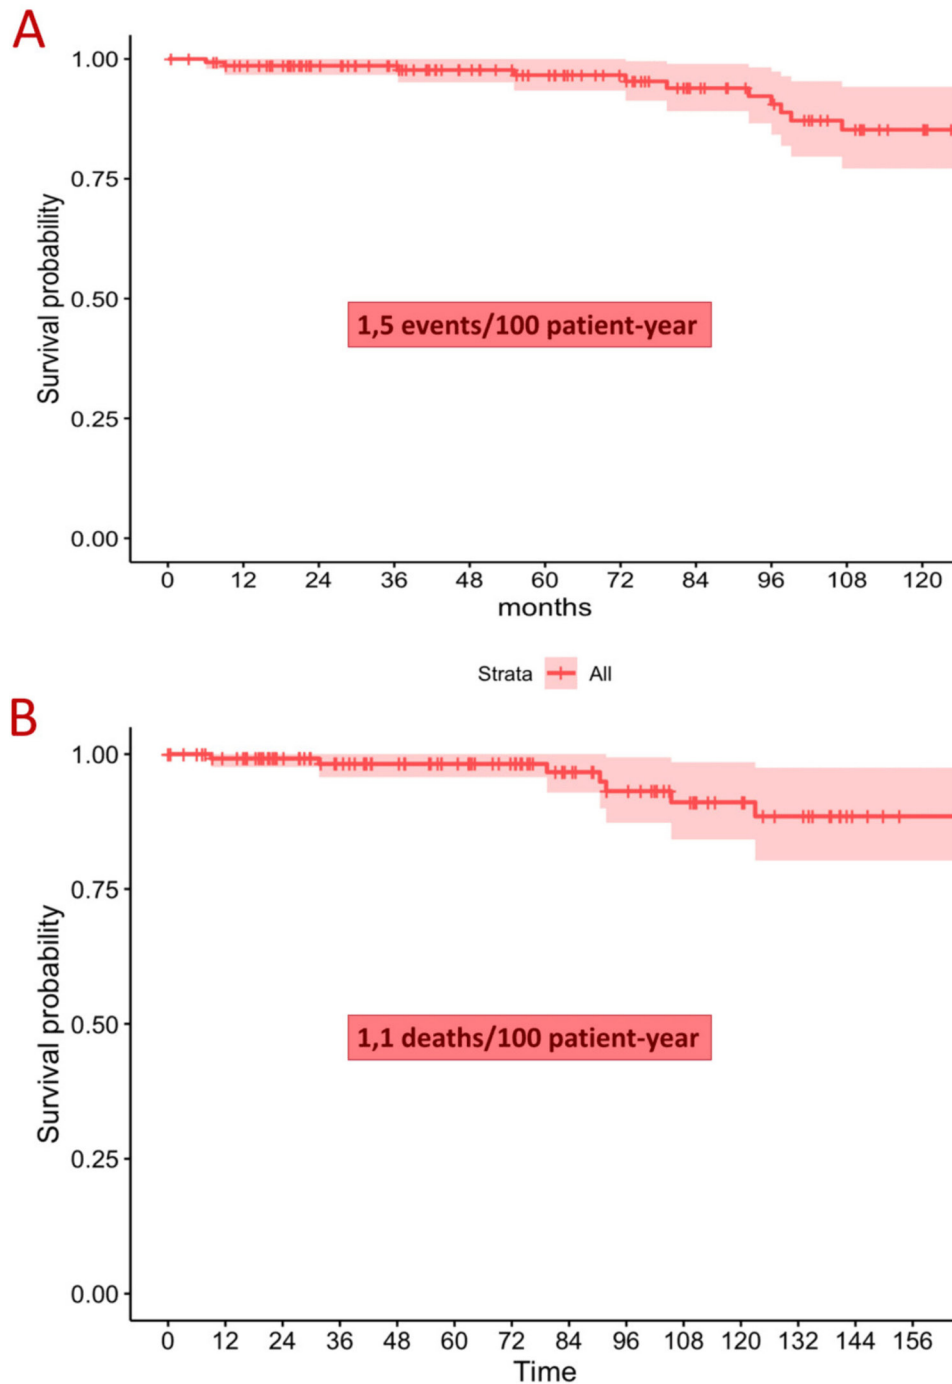 A
1.00
0.75
0.50
0.25
0.00
Survival probability
1,5 events/100 patient-year
0 12 24 36 48 60 72 84 96 108 120
months
Strata All
B
1.00
0.75
0.50
0.25
0.00
Survival probability
1,1 deaths/100 patient-year
0 12 24 36 48 60 72 84 96 108 120 132 144 156
Time